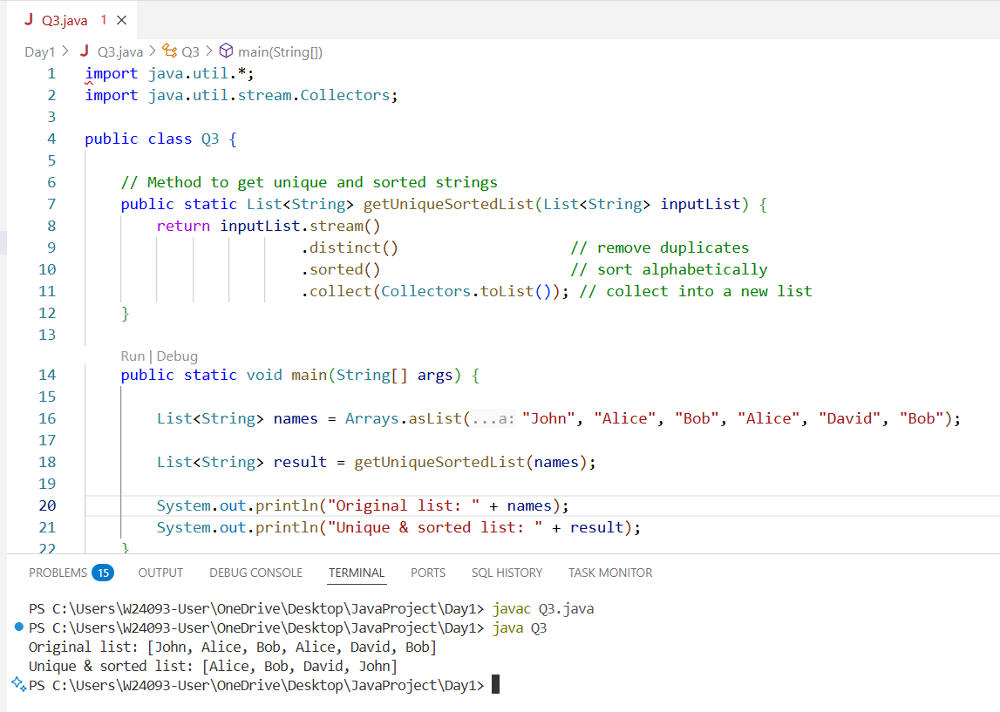 J Q3.java 1 ×
Day1 > J Q3.java > Q3 > main(String[])
1 import java.util.*;
2 import java.util.stream.Collectors;
3
4 public class Q3 {
5
6 // Method to get unique and sorted strings
7 public static List<String> getUniqueSortedList(List<String> inputList) {
8 return inputList.stream()
9 .distinct() // remove duplicates
10 .sorted() // sort alphabetically
11 .collect(Collectors.toList()); // collect into a new list
12 }
13
Run | Debug
14 public static void main(String[] args) {
15
16 List<String> names = Arrays.asList(...a: "John", "Alice", "Bob", "Alice", "David", "Bob");
17
18 List<String> result = getUniqueSortedList(names);
19
20 System.out.println("Original list: " + names);
21 System.out.println("Unique & sorted list: " + result);
22 }
PROBLEMS 15 OUTPUT DEBUG CONSOLE TERMINAL PORTS SQL HISTORY TASK MONITOR
PS C:\Users\W24093-User\OneDrive\Desktop\JavaProject\Day1> javac Q3.java
PS C:\Users\W24093-User\OneDrive\Desktop\JavaProject\Day1> java Q3
Original list: [John, Alice, Bob, Alice, David, Bob]
Unique & sorted list: [Alice, Bob, David, John]
PS C:\Users\W24093-User\OneDrive\Desktop\JavaProject\Day1>